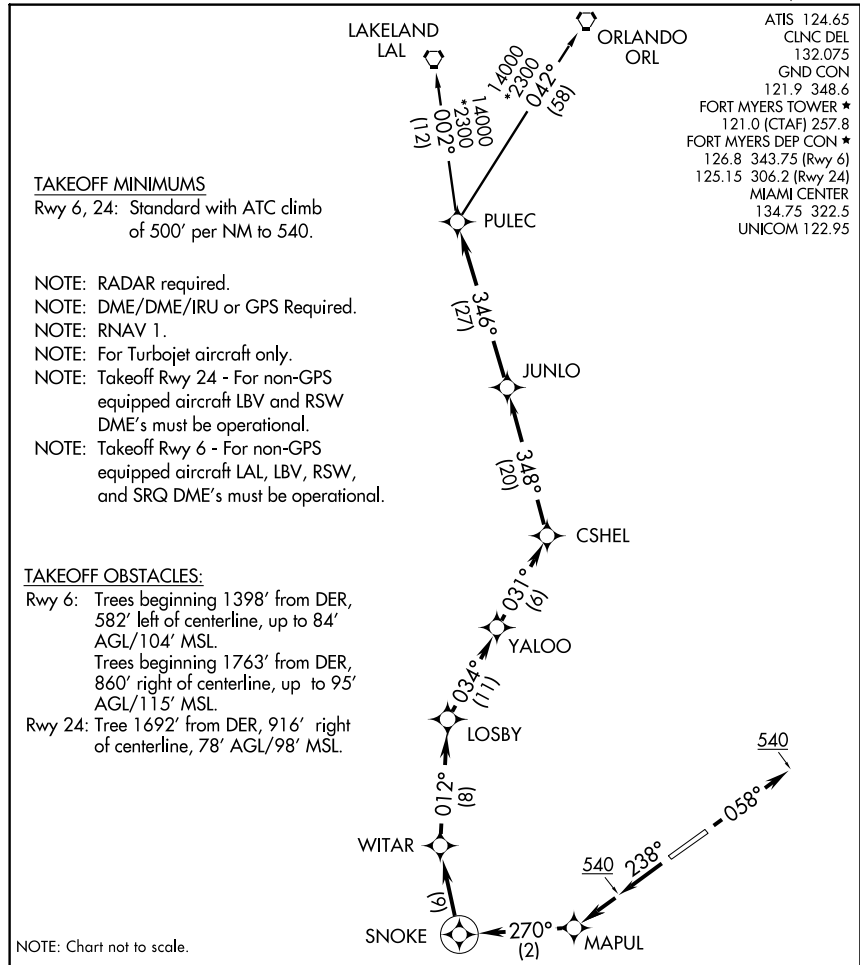 ATIS 124.65
CLNC DEL
132.075
GND CON
121.9 348.6
FORT MYERS TOWER ★
121.0 (CTAF) 257.8
FORT MYERS DEP CON ★
126.8 343.75 (Rwy 6)
125.15 306.2 (Rwy 24)
MIAMI CENTER
134.75 322.5
UNICOM 122.95
LAKELAND
LAL
ORLANDO
ORL
14000
*2300
002°
(12)
14000
*2300
042°
(58)
PULEC
TAKEOFF MINIMUMS
Rwy 6, 24: Standard with ATC climb
of 500' per NM to 540.
NOTE: RADAR required.
NOTE: DME/DME/IRU or GPS Required.
NOTE: RNAV 1.
NOTE: For Turbojet aircraft only.
NOTE: Takeoff Rwy 24 - For non-GPS
equipped aircraft LBV and RSW
DME's must be operational.
NOTE: Takeoff Rwy 6 - For non-GPS
equipped aircraft LAL, LBV, RSW,
and SRQ DME's must be operational.
346°
(27)
JUNLO
348°
(20)
CSHEL
031°
(6)
YALOO
034°
(11)
LOSBY
012°
(8)
WITAR
(9)
SNOKE
270°
(2)
MAPUL
540
238°
058°
540
TAKEOFF OBSTACLES:
Rwy 6: Trees beginning 1398' from DER,
582' left of centerline, up to 84'
AGL/104' MSL.
Trees beginning 1763' from DER,
860' right of centerline, up to 95'
AGL/115' MSL.
Rwy 24: Tree 1692' from DER, 916' right
of centerline, 78' AGL/98' MSL.
NOTE: Chart not to scale.